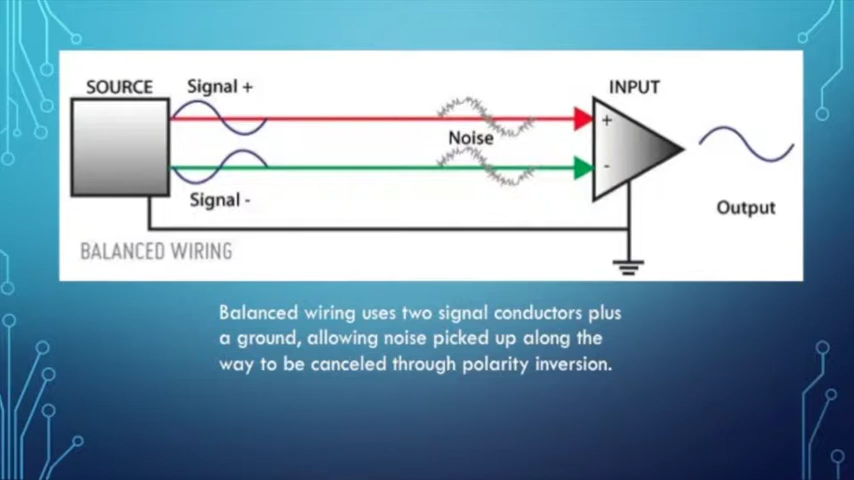 SOURCE
Signal +
INPUT
+
Noise
-
Signal -
Output
BALANCED WIRING
Balanced wiring uses two signal conductors plus
a ground, allowing noise picked up along the
way to be canceled through polarity inversion.